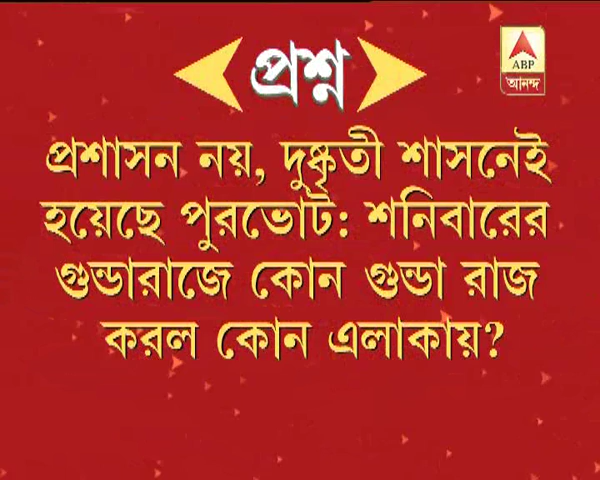 প্রশ্ন
ABP
আনন্দ
প্রশাসন নয়, দুষ্কৃতী শাসনেই
হয়েছে পুরভোট: শনিবারের
গুন্ডারাজে কোন গুন্ডা রাজ
করল কোন এলাকায়?